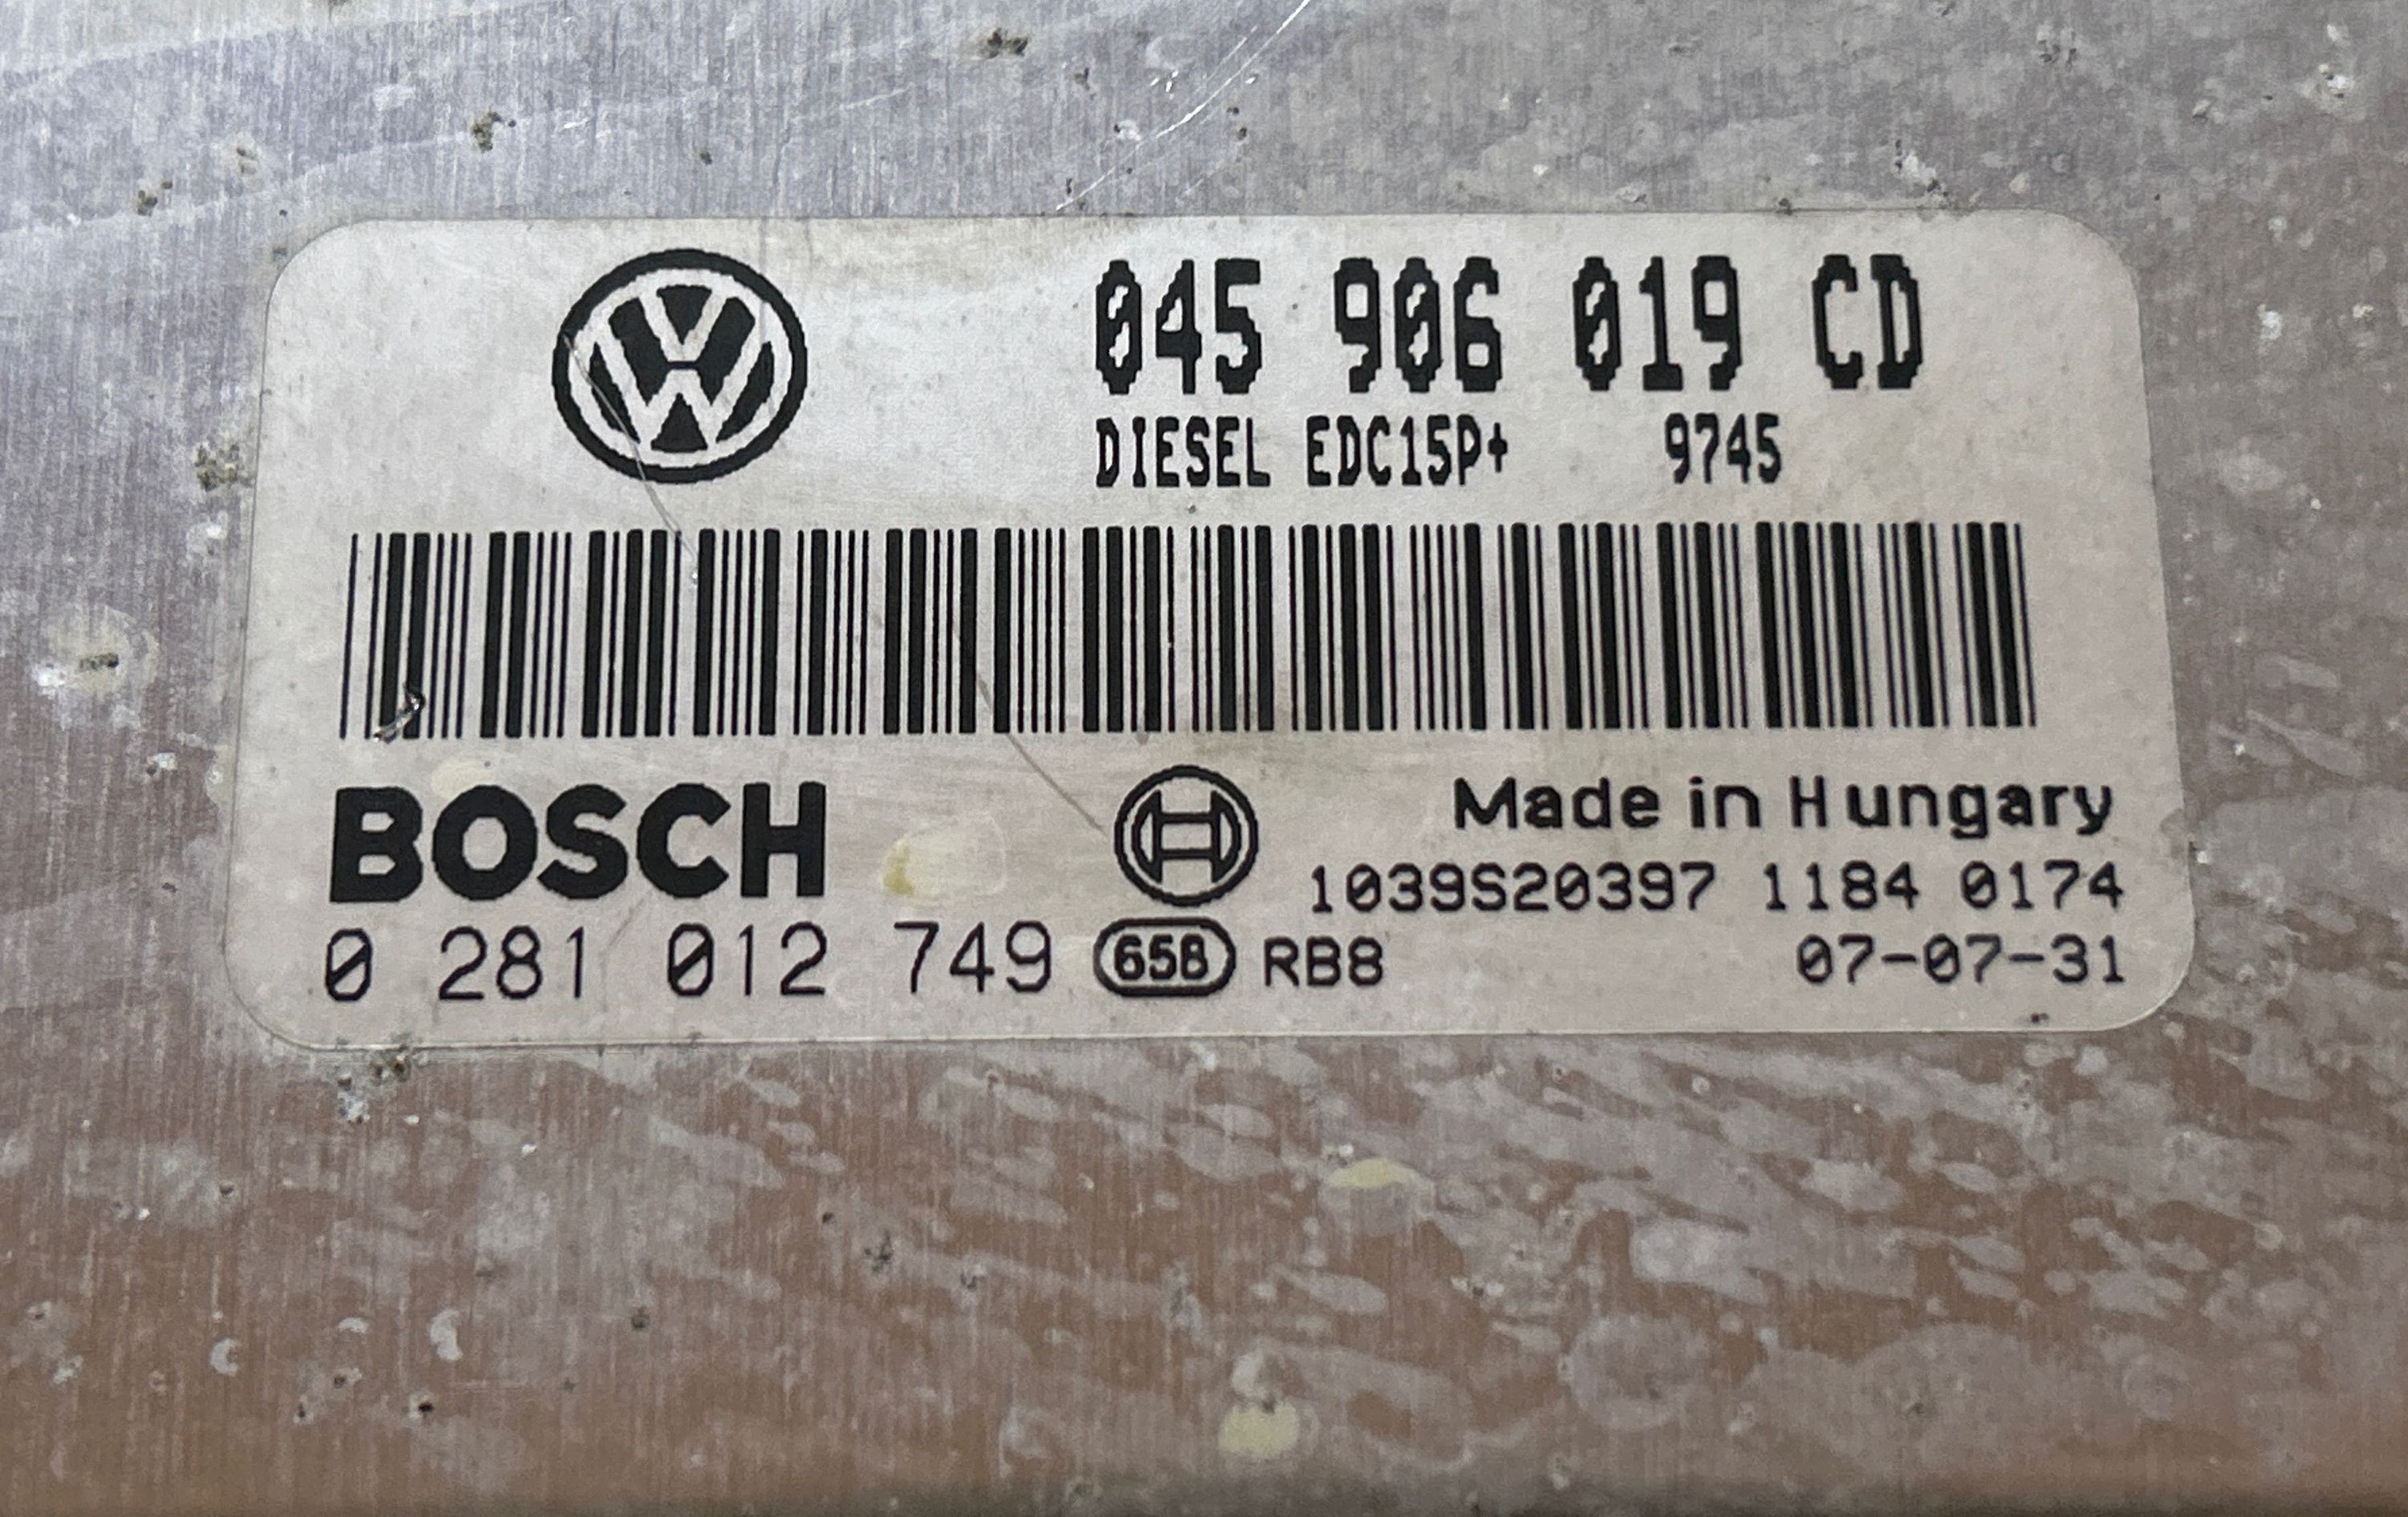 045 906 019 CD
DIESEL EDC15P+ 9745
BOSCH
Made in Hungary
1039S20397 1184 0174
0 281 012 749 658 RB8 07-07-31